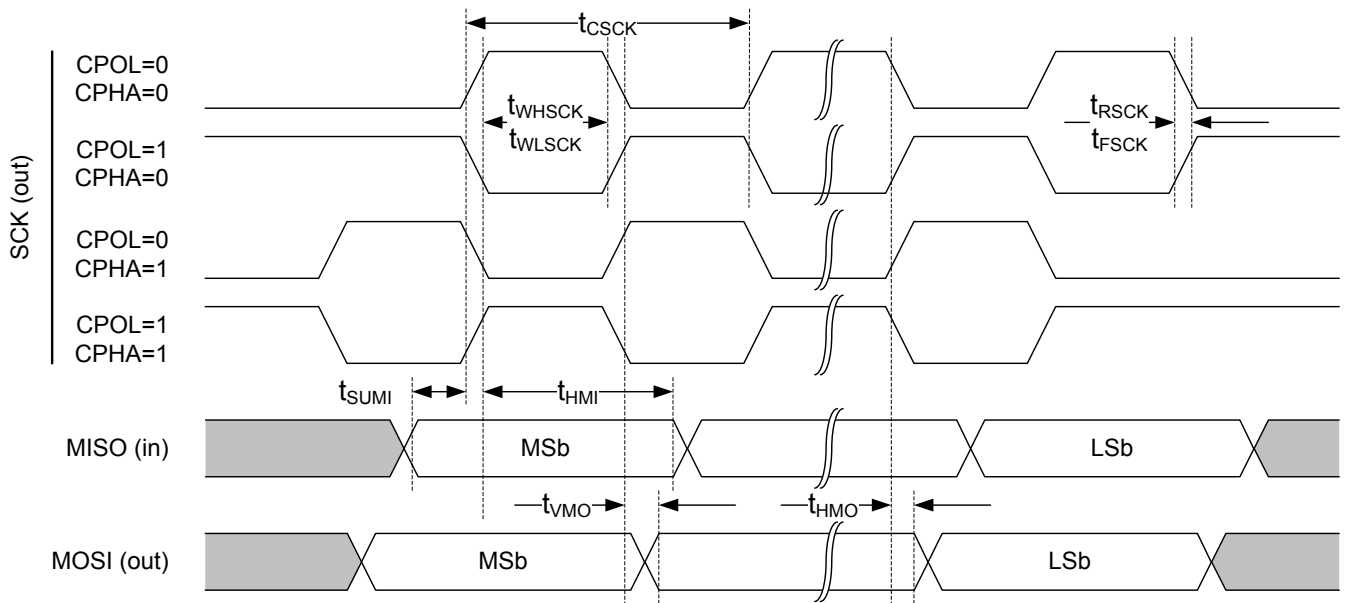 tCSCK
SCK (out)
CPOL=0
CPHA=0
tWHSCK
tWLSCK
tRSCK
tFSCK
CPOL=1
CPHA=0
CPOL=0
CPHA=1
CPOL=1
CPHA=1
tSUMI
tHMI
MISO (in)
MSb
LSb
tVMO
tHMO
MOSI (out)
MSb
LSb